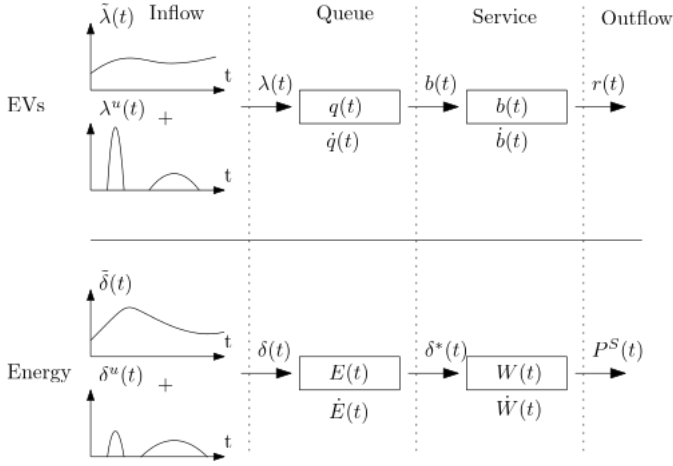 Inflow Queue Service Outflow
λ̃(t)
t
EVs
λᵘ(t) +
t
λ(t) q(t) b(t) b(t) r(t)
q̇(t) ḃ(t)
δ̃(t)
t
Energy
δᵘ(t) +
t
δ(t) E(t) δ*(t) W(t) Pˢ(t)
Ė(t) Ẇ(t)